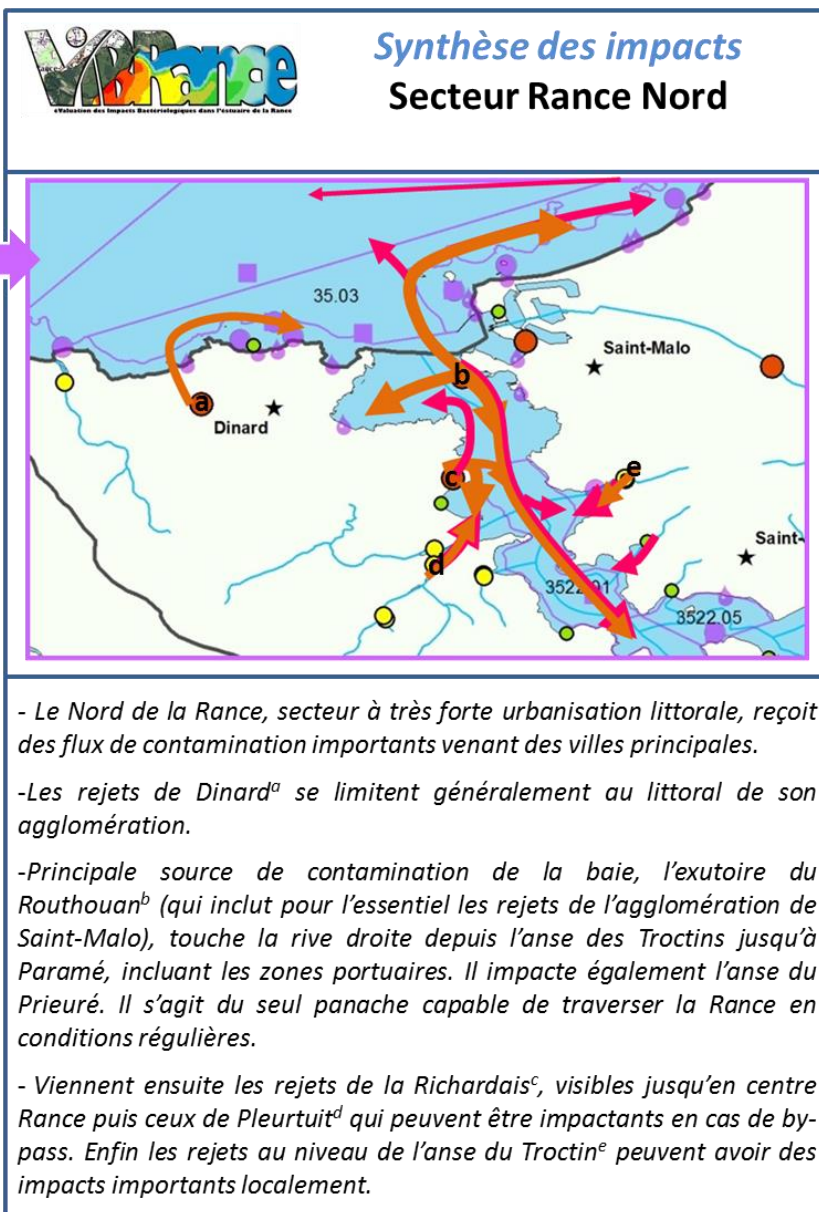 ViBRance
eValuation des Impacts Bactériologiques dans l'estuaire de la Rance
Synthèse des impacts
Secteur Rance Nord
35.03
Saint-Malo
b
a
Dinard
c
e
d
Saint-
3522.01
3522.05
- Le Nord de la Rance, secteur à très forte urbanisation littorale, reçoit
des flux de contamination importants venant des villes principales.
-Les rejets de Dinardᵃ se limitent généralement au littoral de son
agglomération.
-Principale source de contamination de la baie, l’exutoire du
Routhouanᵇ (qui inclut pour l’essentiel les rejets de l’agglomération de
Saint-Malo), touche la rive droite depuis l’anse des Troctins jusqu’à
Paramé, incluant les zones portuaires. Il impacte également l’anse du
Prieuré. Il s’agit du seul panache capable de traverser la Rance en
conditions régulières.
- Viennent ensuite les rejets de la Richardaisᶜ, visibles jusqu’en centre
Rance puis ceux de Pleurtuitᵈ qui peuvent être impactants en cas de by-
pass. Enfin les rejets au niveau de l’anse du Troctinᵉ peuvent avoir des
impacts importants localement.